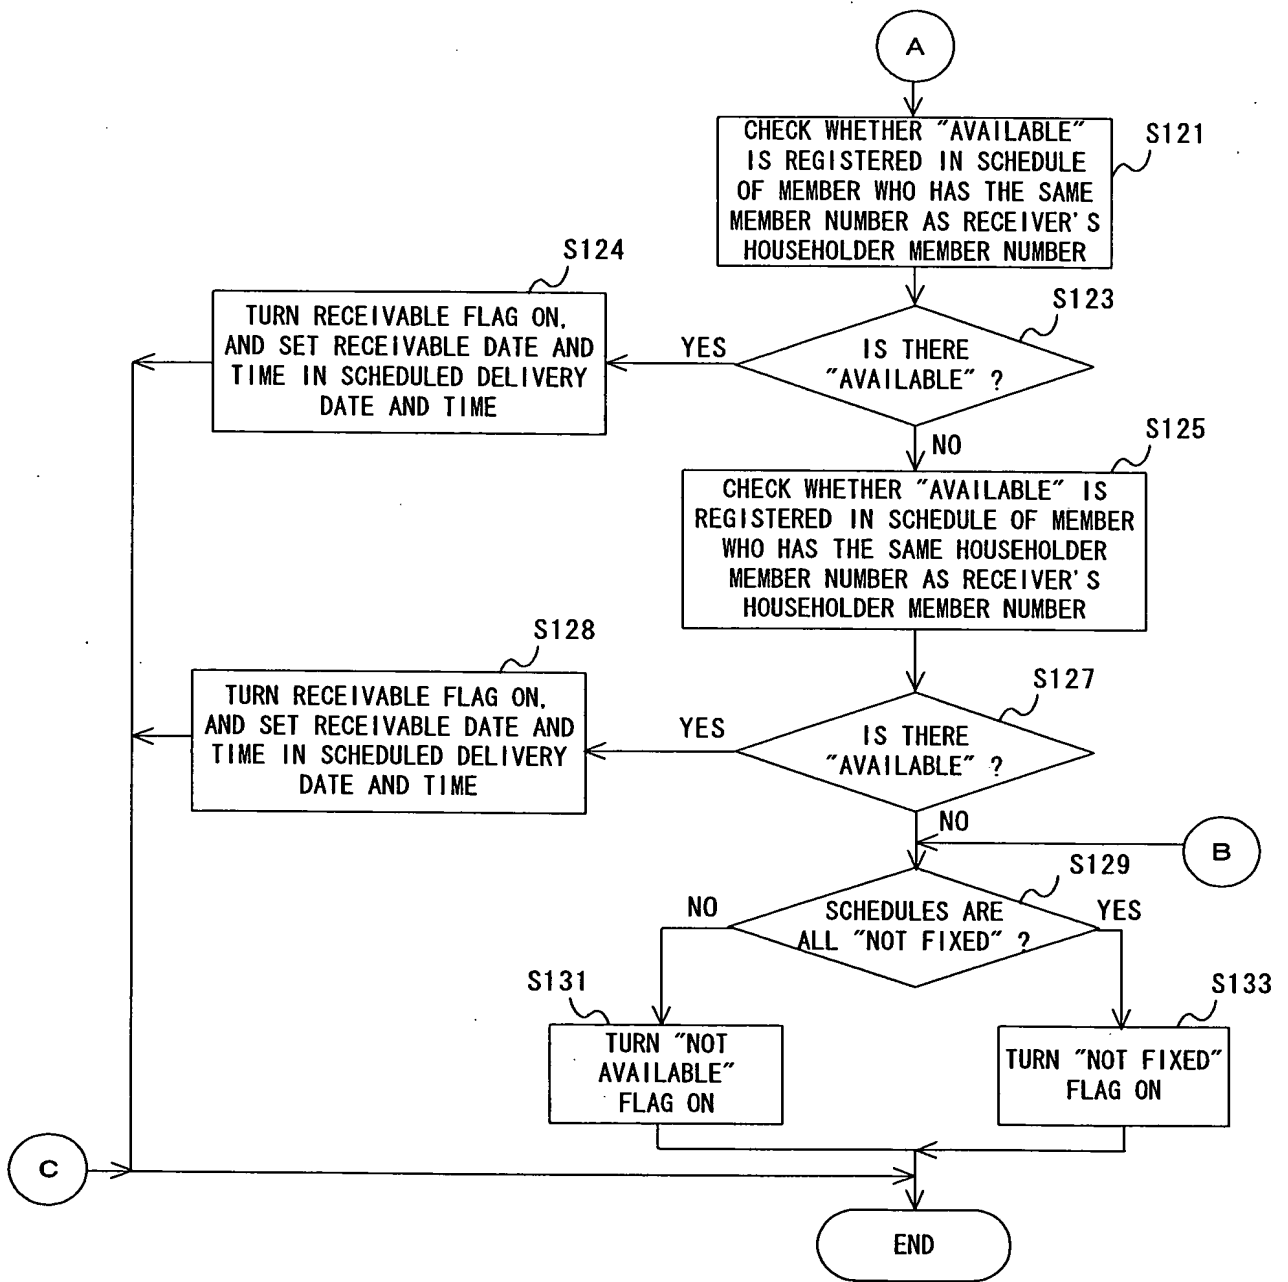 A
CHECK WHETHER "AVAILABLE"
IS REGISTERED IN SCHEDULE
OF MEMBER WHO HAS THE SAME
MEMBER NUMBER AS RECEIVER'S
HOUSEHOLDER MEMBER NUMBER
S121
S123
IS THERE
"AVAILABLE" ?
YES
NO
S124
TURN RECEIVABLE FLAG ON,
AND SET RECEIVABLE DATE AND
TIME IN SCHEDULED DELIVERY
DATE AND TIME
S125
CHECK WHETHER "AVAILABLE" IS
REGISTERED IN SCHEDULE OF MEMBER
WHO HAS THE SAME HOUSEHOLDER
MEMBER NUMBER AS RECEIVER'S
HOUSEHOLDER MEMBER NUMBER
S127
IS THERE
"AVAILABLE" ?
YES
NO
S128
TURN RECEIVABLE FLAG ON,
AND SET RECEIVABLE DATE AND
TIME IN SCHEDULED DELIVERY
DATE AND TIME
B
S129
SCHEDULES ARE
ALL "NOT FIXED" ?
NO
YES
S131
TURN "NOT
AVAILABLE"
FLAG ON
S133
TURN "NOT FIXED"
FLAG ON
C
END